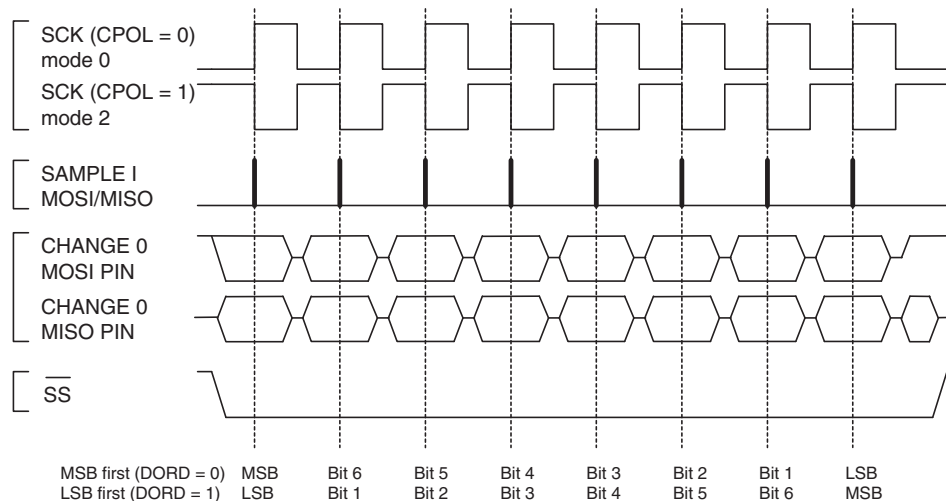 SCK (CPOL = 0)
mode 0
SCK (CPOL = 1)
mode 2
SAMPLE I
MOSI/MISO
CHANGE 0
MOSI PIN
CHANGE 0
MISO PIN
SS
MSB first (DORD = 0) MSB Bit 6 Bit 5 Bit 4 Bit 3 Bit 2 Bit 1 LSB
LSB first (DORD = 1) LSB Bit 1 Bit 2 Bit 3 Bit 4 Bit 5 Bit 6 MSB